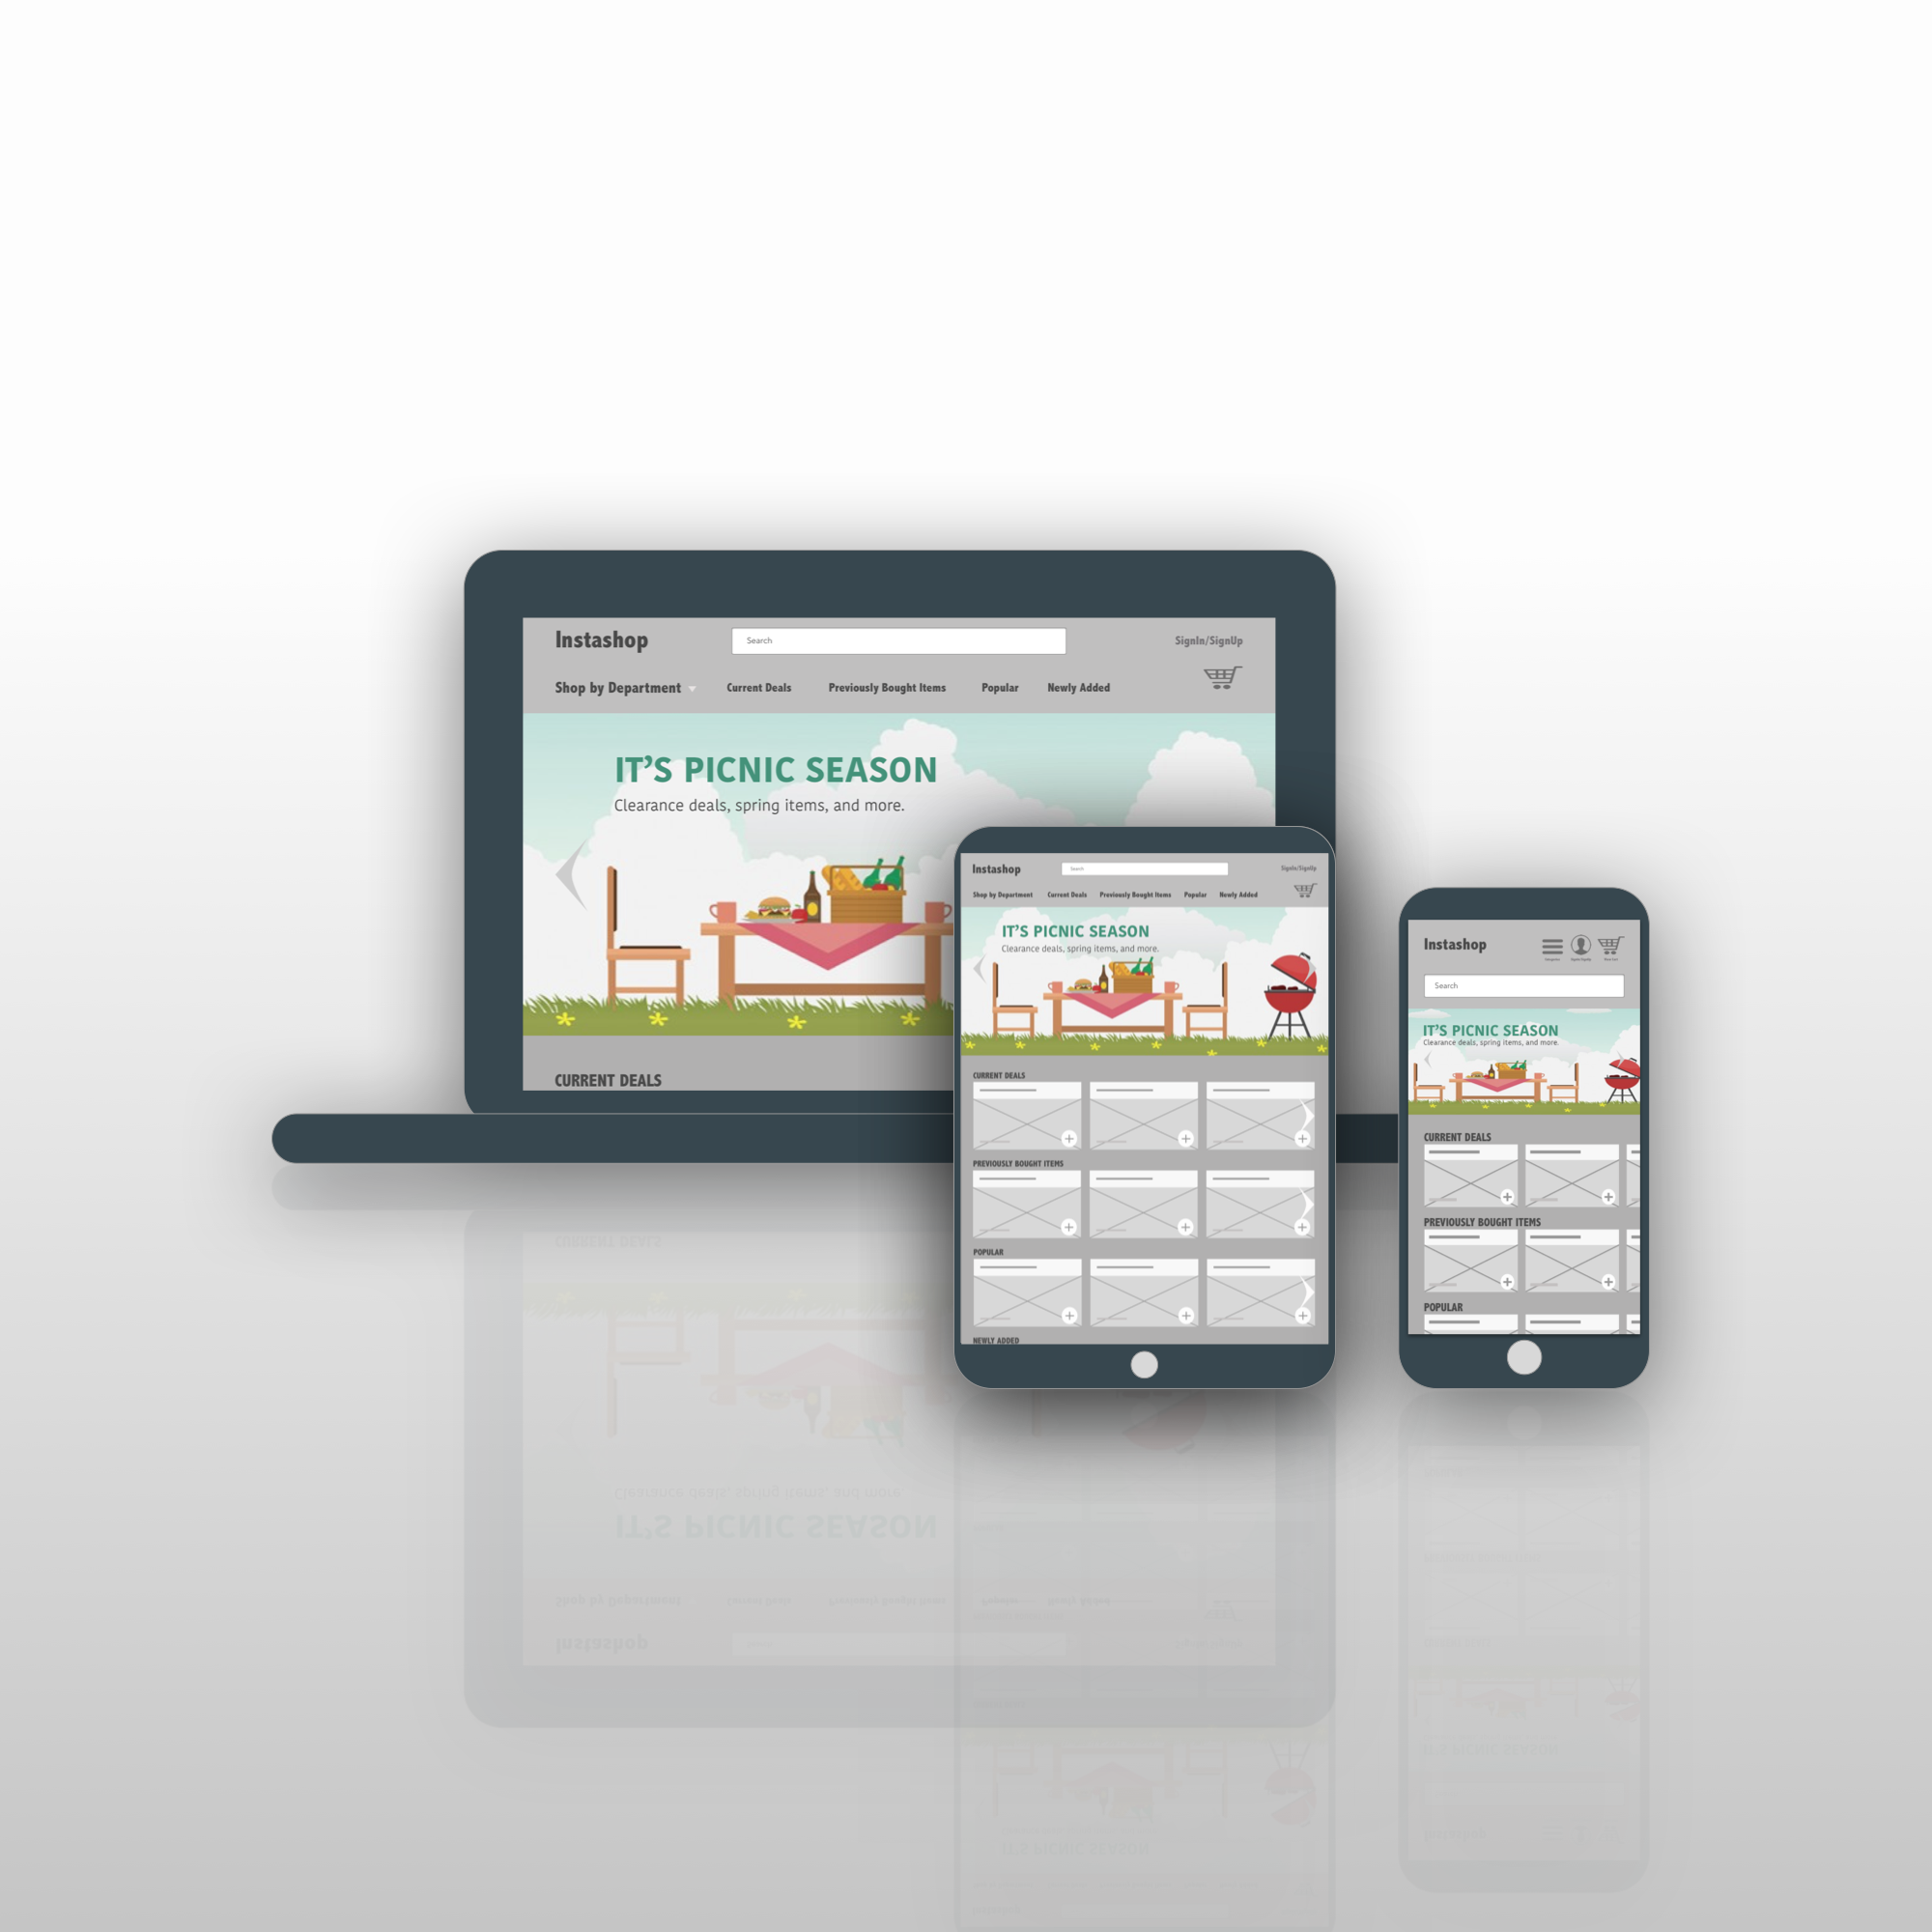 Instashop
Search
SignIn/SignUp
Shop by Department
Current Deals
Previously Bought Items
Popular
Newly Added
IT'S PICNIC SEASON
Clearance deals, spring items, and more.
CURRENT DEALS
Instashop
Search
SignIn/SignUp
Shop by Department
Current Deals
Previously Bought Items
Popular
Newly Added
IT'S PICNIC SEASON
Clearance deals, spring items, and more.
CURRENT DEALS
PREVIOUSLY BOUGHT ITEMS
POPULAR
NEWLY ADDED
Instashop
Search
IT'S PICNIC SEASON
Clearance deals, spring items, and more.
CURRENT DEALS
PREVIOUSLY BOUGHT ITEMS
POPULAR